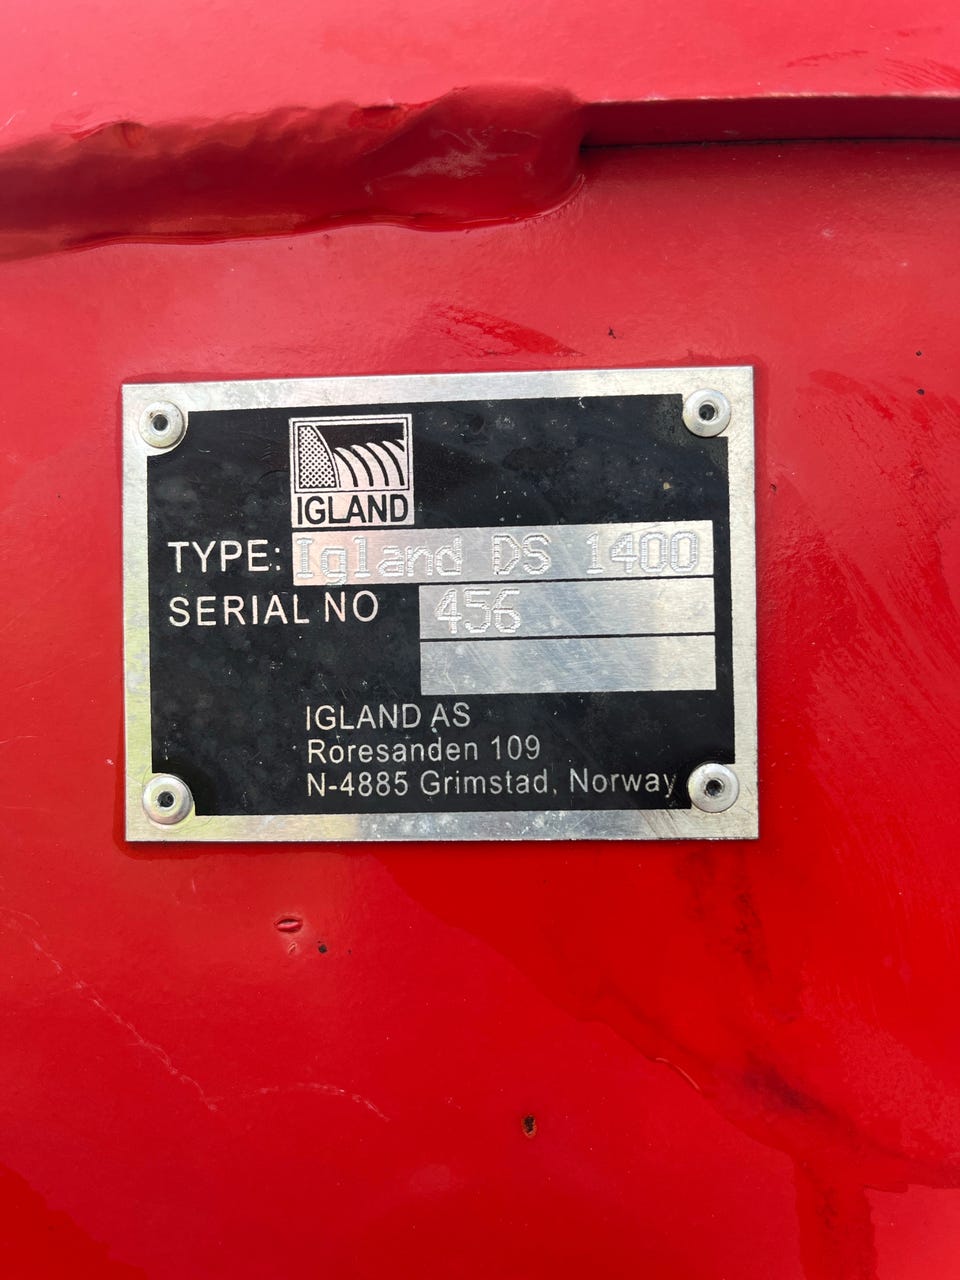 IGLAND
TYPE: Igland DS 1400
SERIAL NO 456
IGLAND AS
Roresanden 109
N-4885 Grimstad, Norway